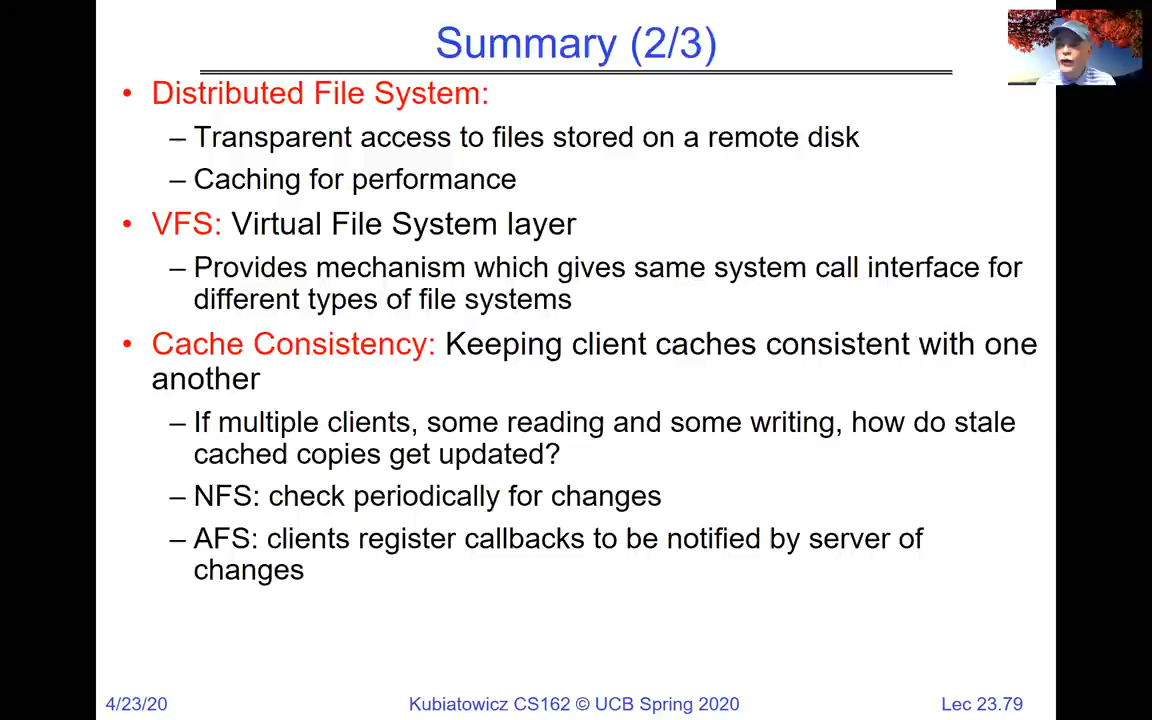 Summary (2/3)
• Distributed File System:
– Transparent access to files stored on a remote disk
– Caching for performance
• VFS: Virtual File System layer
– Provides mechanism which gives same system call interface for
different types of file systems
• Cache Consistency: Keeping client caches consistent with one
another
– If multiple clients, some reading and some writing, how do stale
cached copies get updated?
– NFS: check periodically for changes
– AFS: clients register callbacks to be notified by server of
changes
4/23/20
Kubiatowicz CS162 © UCB Spring 2020
Lec 23.79